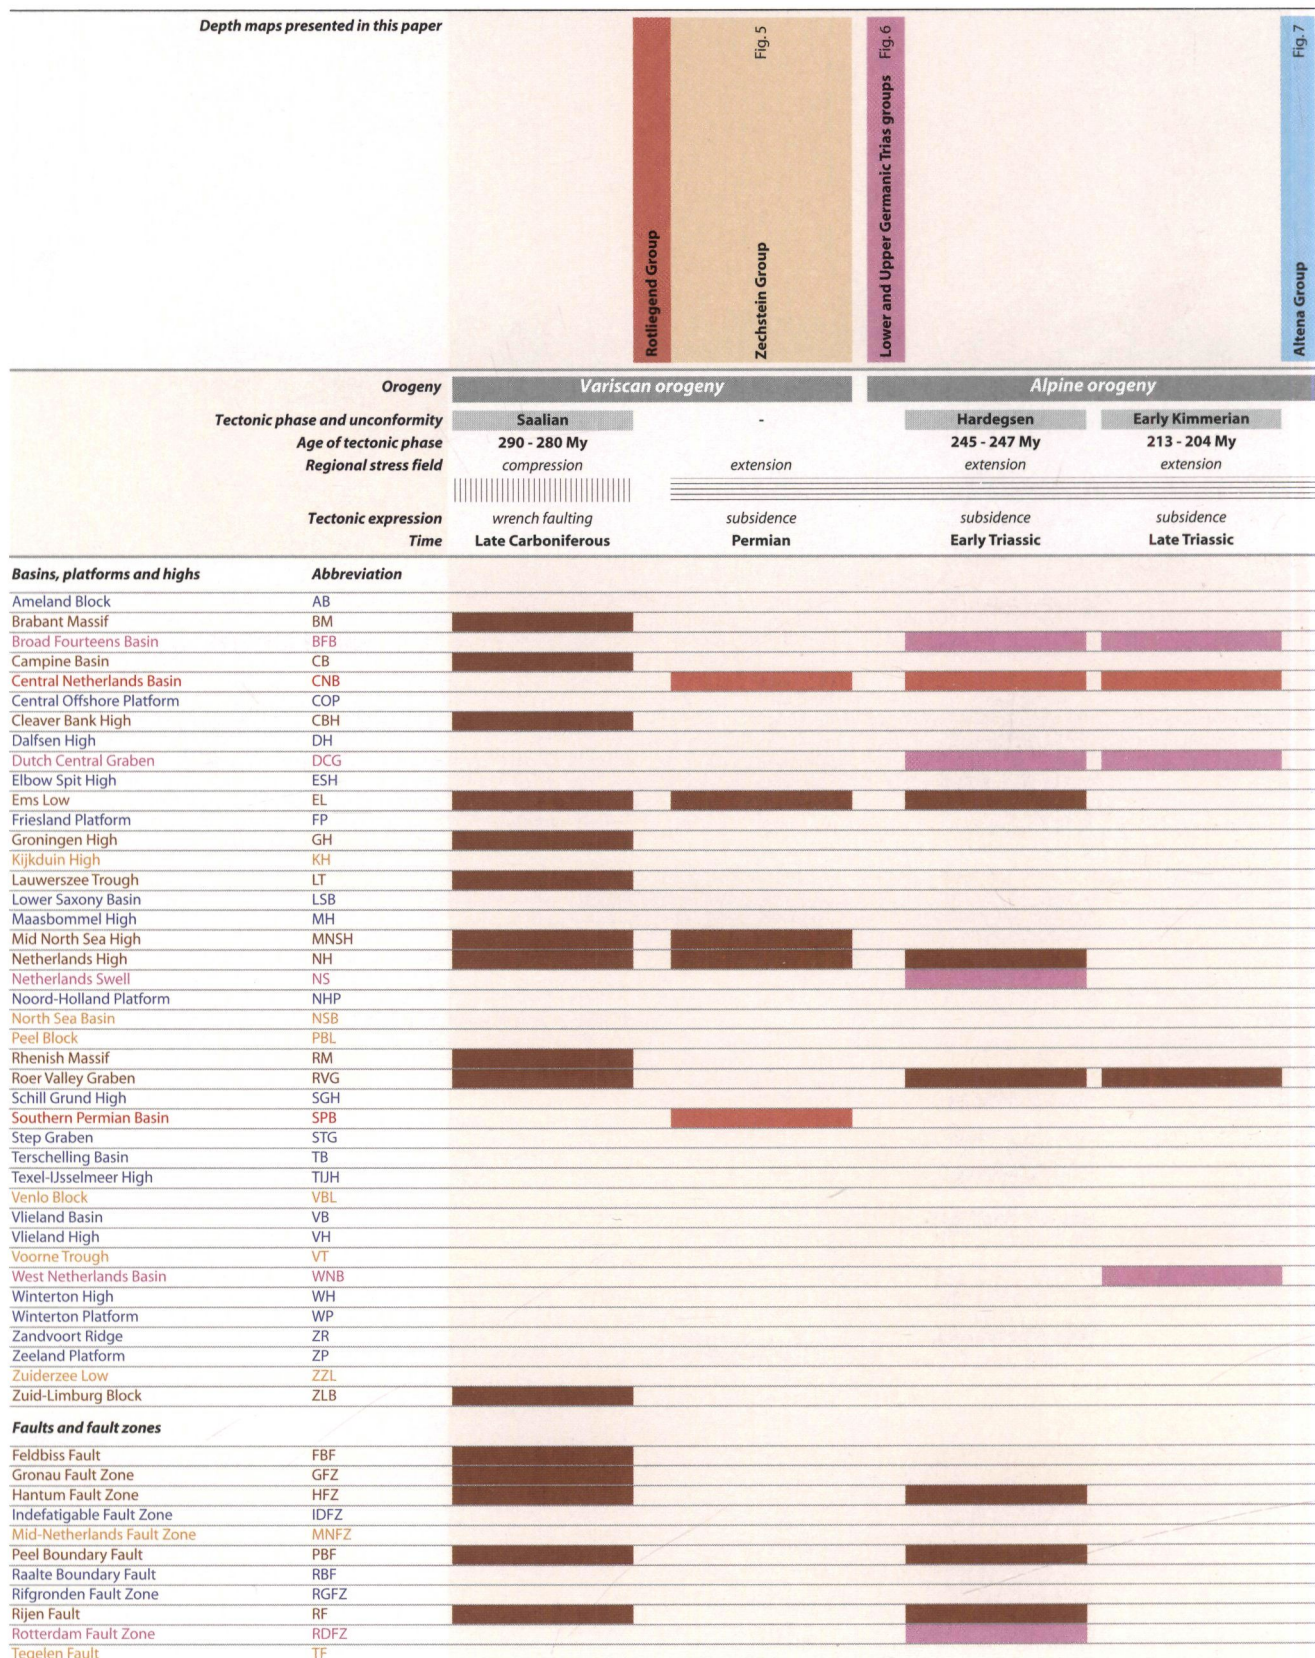 Depth maps presented in this paper
Rotliegend Group
Zechstein Group Fig. 5
Lower and Upper Germanic Trias groups Fig. 6
Altena Group Fig. 7
Orogeny Variscan orogeny Alpine orogeny
Tectonic phase and unconformity Saalian - Hardegsen Early Kimmerian
Age of tectonic phase 290 - 280 My 245 - 247 My 213 - 204 My
Regional stress field compression extension extension extension
Tectonic expression wrench faulting subsidence subsidence subsidence
Time Late Carboniferous Permian Early Triassic Late Triassic
Basins, platforms and highs Abbreviation
Ameland Block AB
Brabant Massif BM
Broad Fourteens Basin BFB
Campine Basin CB
Central Netherlands Basin CNB
Central Offshore Platform COP
Cleaver Bank High CBH
Dalfsen High DH
Dutch Central Graben DCG
Elbow Spit High ESH
Ems Low EL
Friesland Platform FP
Groningen High GH
Kijkduin High KH
Lauwerszee Trough LT
Lower Saxony Basin LSB
Maasbommel High MH
Mid North Sea High MNSH
Netherlands High NH
Netherlands Swell NS
Noord-Holland Platform NHP
North Sea Basin NSB
Peel Block PBL
Rhenish Massif RM
Roer Valley Graben RVG
Schill Grund High SGH
Southern Permian Basin SPB
Step Graben STG
Terschelling Basin TB
Texel-IJsselmeer High TIJH
Venlo Block VBL
Vlieland Basin VB
Vlieland High VH
Voorne Trough VT
West Netherlands Basin WNB
Winterton High WH
Winterton Platform WP
Zandvoort Ridge ZR
Zeeland Platform ZP
Zuiderzee Low ZZL
Zuid-Limburg Block ZLB
Faults and fault zones
Feldbiss Fault FBF
Gronau Fault Zone GFZ
Hantum Fault Zone HFZ
Indefatigable Fault Zone IDFZ
Mid-Netherlands Fault Zone MNFZ
Peel Boundary Fault PBF
Raalte Boundary Fault RBF
Rifgronden Fault Zone RGFZ
Rijen Fault RF
Rotterdam Fault Zone RDFZ
Tegelen Fault TF